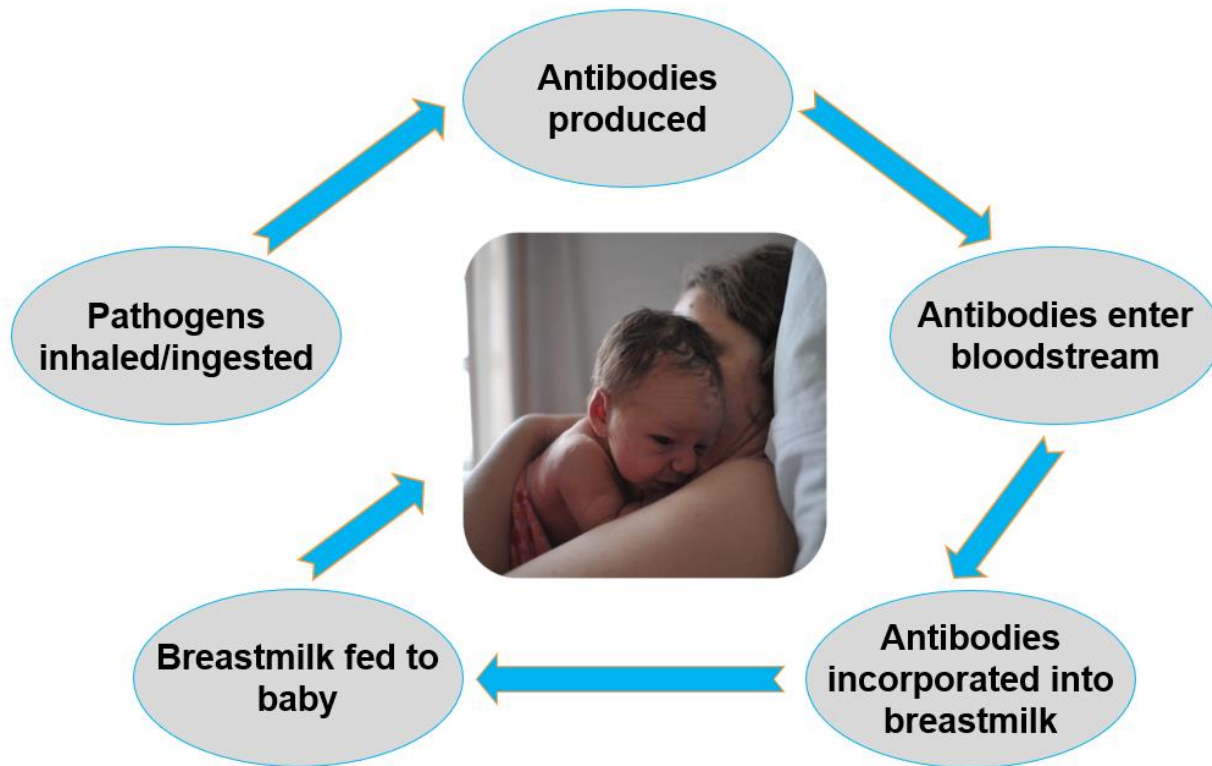 Antibodies
produced
Pathogens
inhaled/ingested
Antibodies enter
bloodstream
Breastmilk fed to
baby
Antibodies
incorporated into
breastmilk